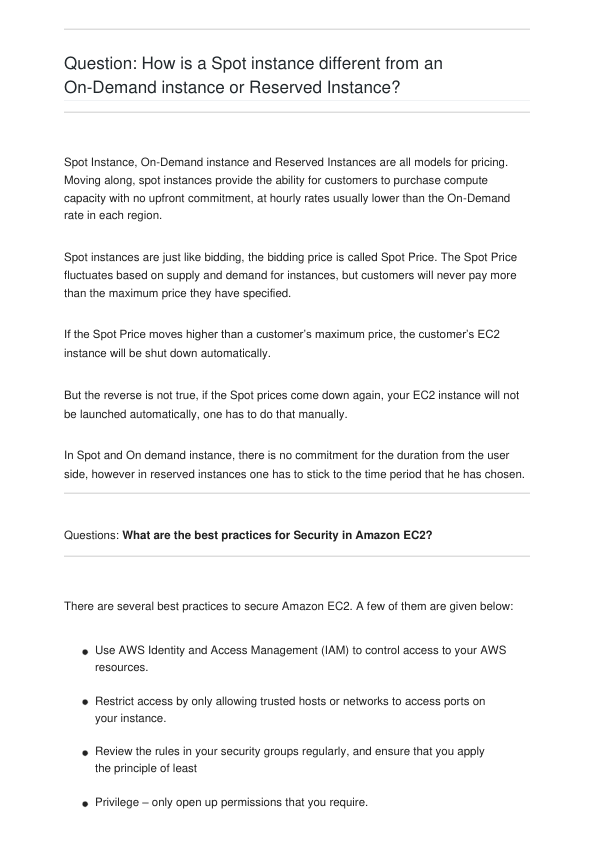 Question: How is a Spot instance different from an
On-Demand instance or Reserved Instance?
Spot Instance, On-Demand instance and Reserved Instances are all models for pricing.
Moving along, spot instances provide the ability for customers to purchase compute
capacity with no upfront commitment, at hourly rates usually lower than the On-Demand
rate in each region.
Spot instances are just like bidding, the bidding price is called Spot Price. The Spot Price
fluctuates based on supply and demand for instances, but customers will never pay more
than the maximum price they have specified.
If the Spot Price moves higher than a customer’s maximum price, the customer’s EC2
instance will be shut down automatically.
But the reverse is not true, if the Spot prices come down again, your EC2 instance will not
be launched automatically, one has to do that manually.
In Spot and On demand instance, there is no commitment for the duration from the user
side, however in reserved instances one has to stick to the time period that he has chosen.
Questions: What are the best practices for Security in Amazon EC2?
There are several best practices to secure Amazon EC2. A few of them are given below:
● Use AWS Identity and Access Management (IAM) to control access to your AWS
resources.
● Restrict access by only allowing trusted hosts or networks to access ports on
your instance.
● Review the rules in your security groups regularly, and ensure that you apply
the principle of least
● Privilege – only open up permissions that you require.